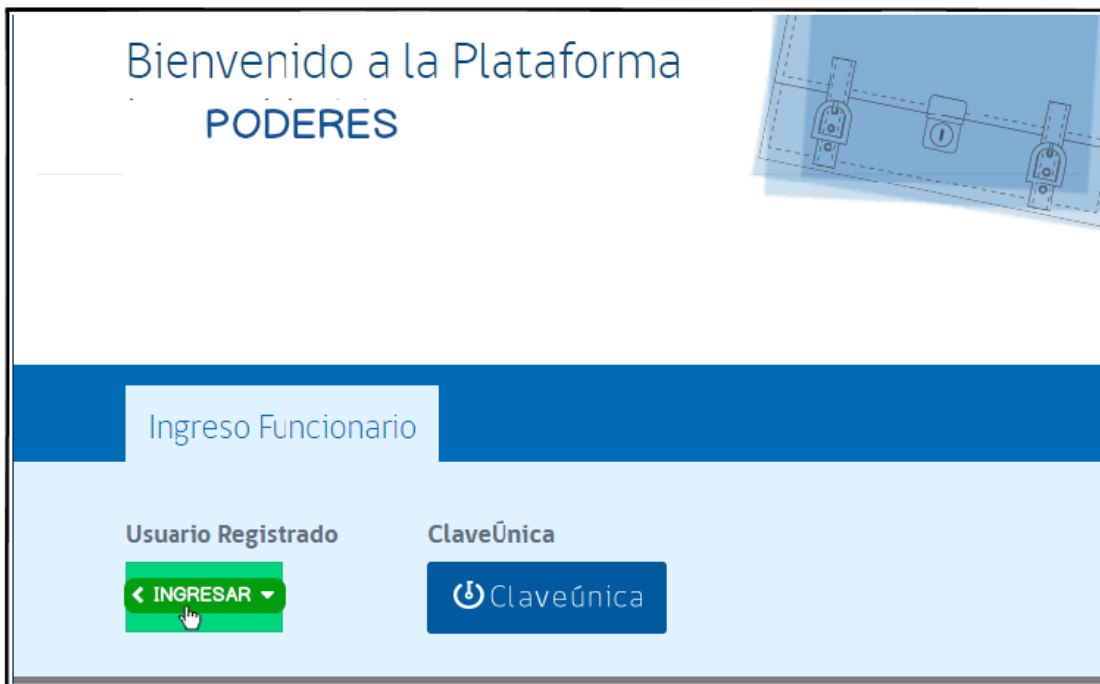 Bienvenido a la Plataforma
PODERES
Ingreso Funcionario
Usuario Registrado
INGRESAR
ClaveÚnica
Claveúnica